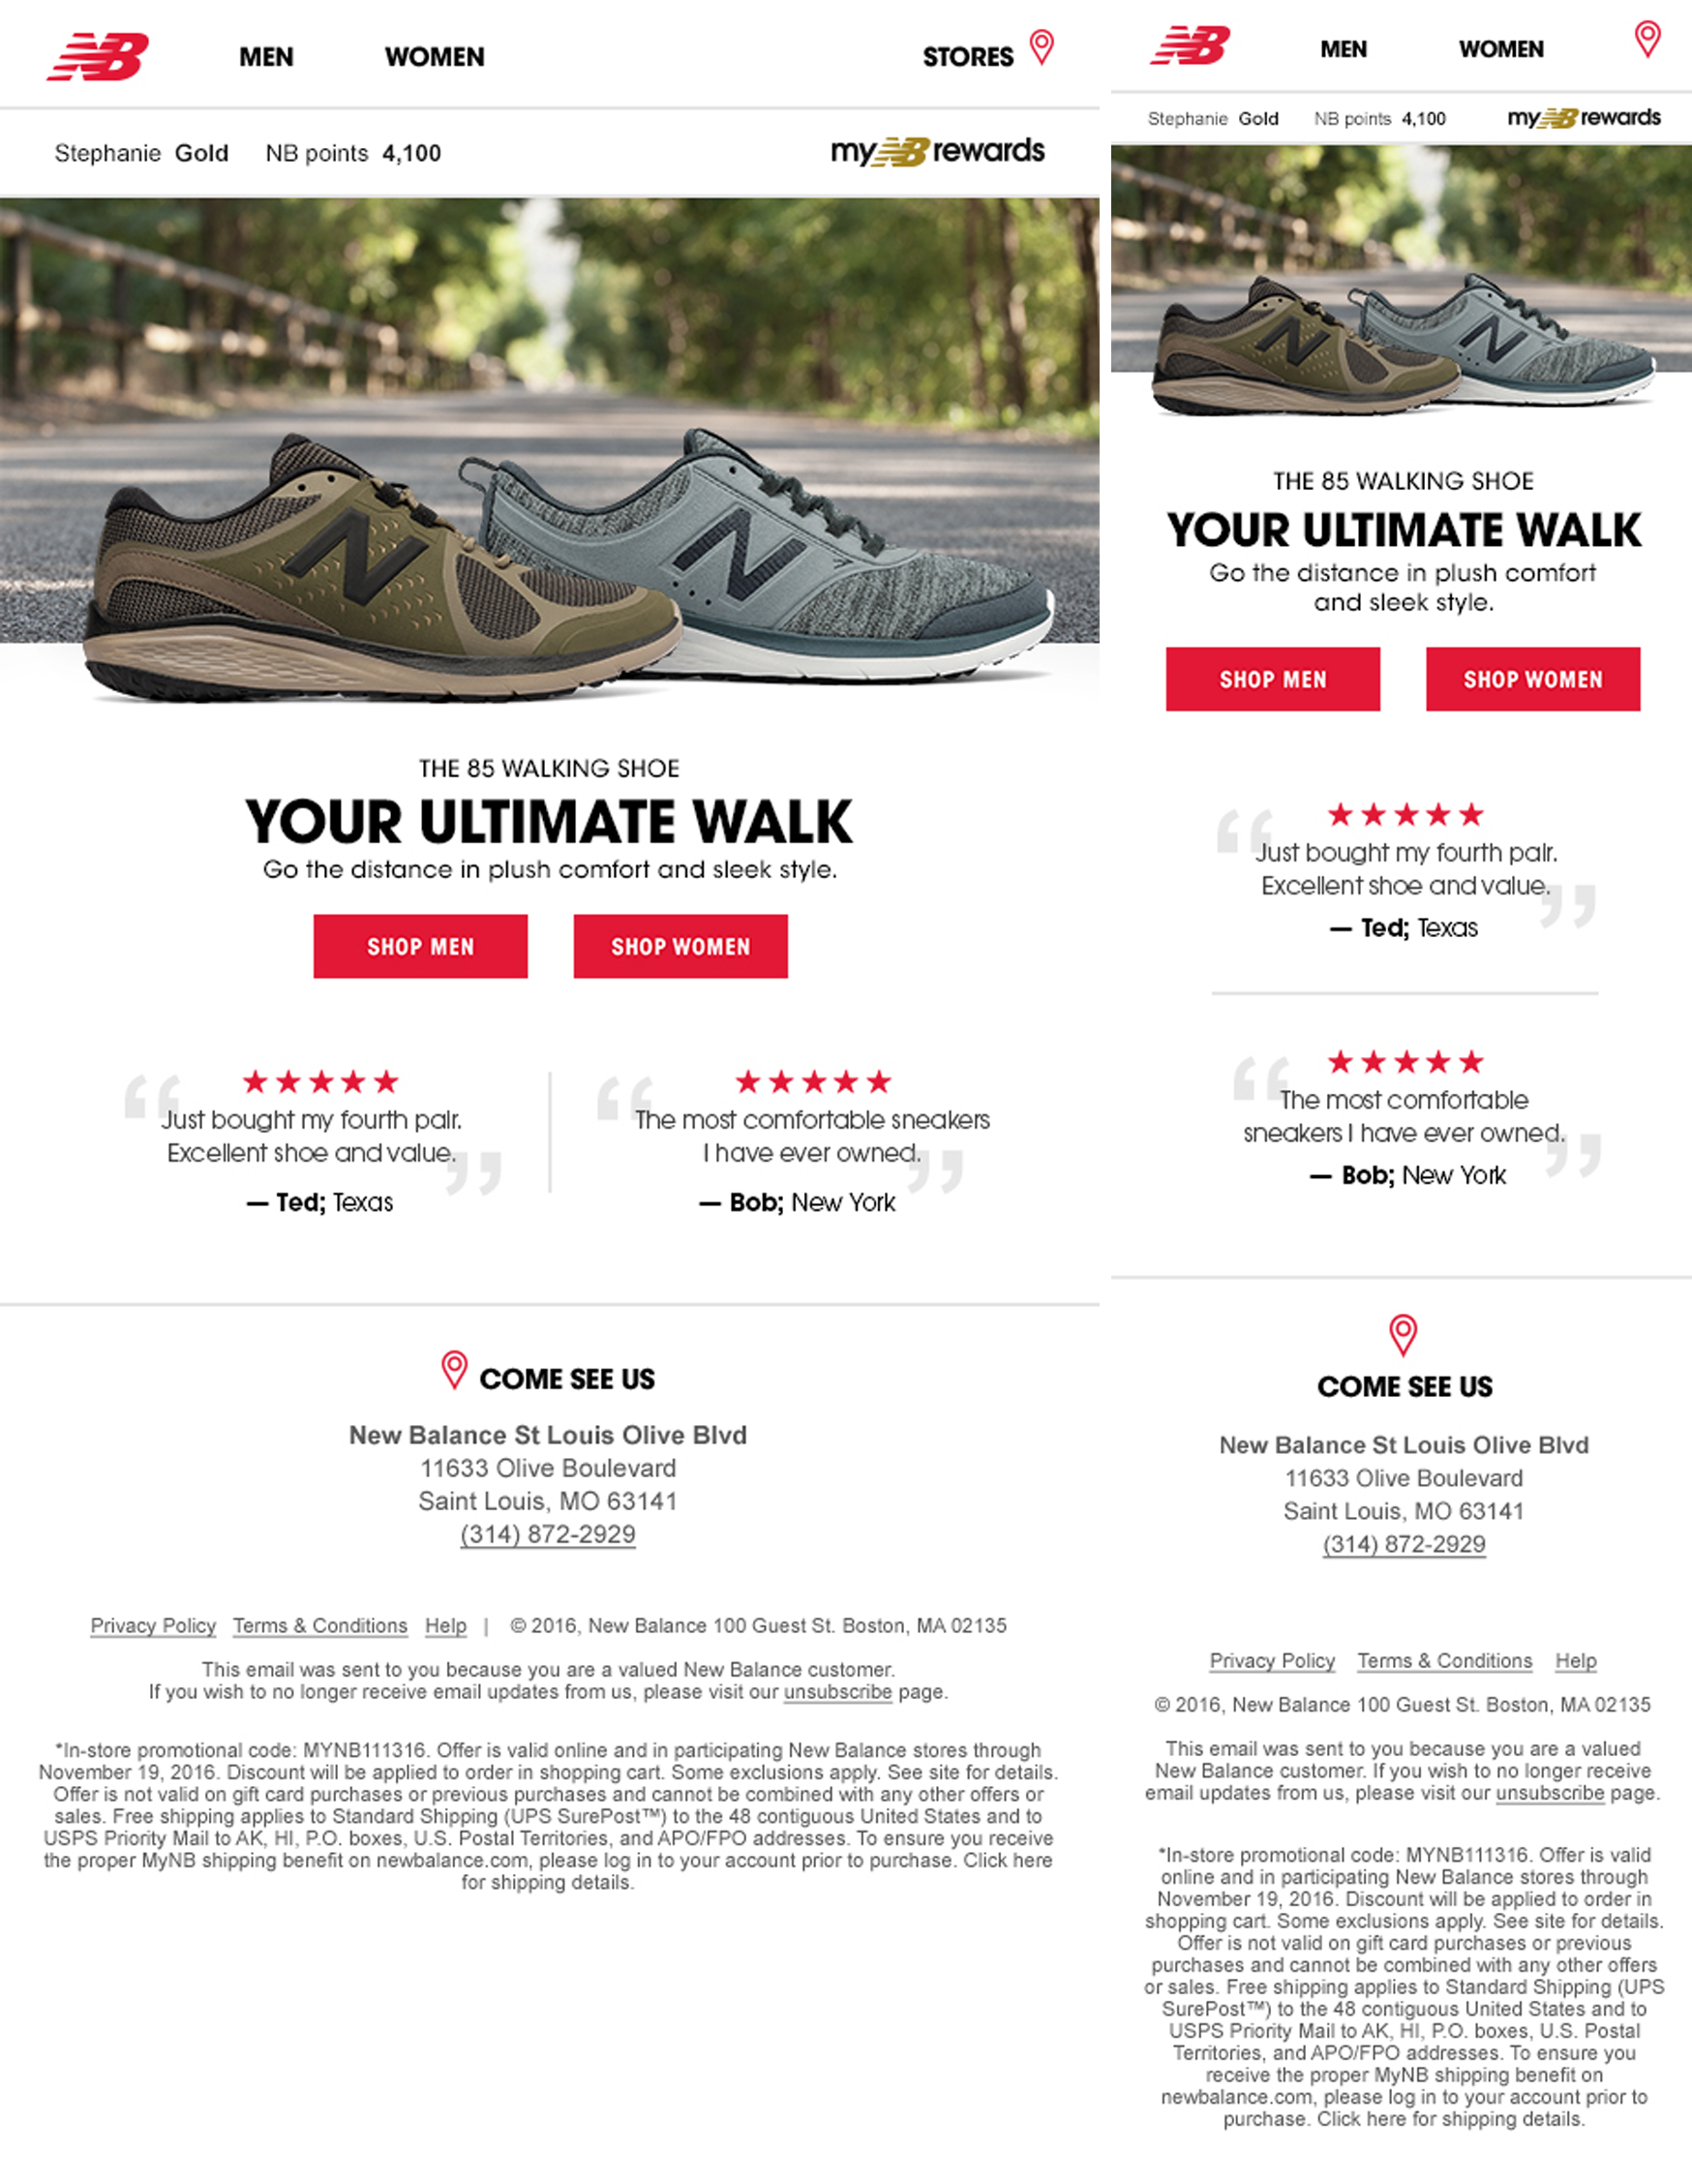 NB MEN WOMEN STORES
Stephanie Gold NB points 4,100 my NB rewards
N N
THE 85 WALKING SHOE
YOUR ULTIMATE WALK
Go the distance in plush comfort and sleek style.
SHOP MEN SHOP WOMEN
“ ★★★★★
Just bought my fourth pair.
Excellent shoe and value. ”
— Ted; Texas
“ ★★★★★
The most comfortable sneakers
I have ever owned. ”
— Bob; New York
COME SEE US
New Balance St Louis Olive Blvd
11633 Olive Boulevard
Saint Louis, MO 63141
(314) 872-2929
Privacy Policy Terms & Conditions Help | © 2016, New Balance 100 Guest St. Boston, MA 02135
This email was sent to you because you are a valued New Balance customer.
If you wish to no longer receive email updates from us, please visit our unsubscribe page.
*In-store promotional code: MYNB111316. Offer is valid online and in participating New Balance stores through
November 19, 2016. Discount will be applied to order in shopping cart. Some exclusions apply. See site for details.
Offer is not valid on gift card purchases or previous purchases and cannot be combined with any other offers or
sales. Free shipping applies to Standard Shipping (UPS SurePost™) to the 48 contiguous United States and to
USPS Priority Mail to AK, HI, P.O. boxes, U.S. Postal Territories, and APO/FPO addresses. To ensure you receive
the proper MyNB shipping benefit on newbalance.com, please log in to your account prior to purchase. Click here
for shipping details.
NB MEN WOMEN
Stephanie Gold NB points 4,100 my NB rewards
N N
THE 85 WALKING SHOE
YOUR ULTIMATE WALK
Go the distance in plush comfort
and sleek style.
SHOP MEN SHOP WOMEN
“ ★★★★★
Just bought my fourth pair.
Excellent shoe and value. ”
— Ted; Texas
“ ★★★★★
The most comfortable
sneakers I have ever owned. ”
— Bob; New York
COME SEE US
New Balance St Louis Olive Blvd
11633 Olive Boulevard
Saint Louis, MO 63141
(314) 872-2929
Privacy Policy Terms & Conditions Help
© 2016, New Balance 100 Guest St. Boston, MA 02135
This email was sent to you because you are a valued
New Balance customer. If you wish to no longer receive
email updates from us, please visit our unsubscribe page.
*In-store promotional code: MYNB111316. Offer is valid
online and in participating New Balance stores through
November 19, 2016. Discount will be applied to order in
shopping cart. Some exclusions apply. See site for details.
Offer is not valid on gift card purchases or previous
purchases and cannot be combined with any other offers
or sales. Free shipping applies to Standard Shipping (UPS
SurePost™) to the 48 contiguous United States and to
USPS Priority Mail to AK, HI, P.O. boxes, U.S. Postal
Territories, and APO/FPO addresses. To ensure you
receive the proper MyNB shipping benefit on
newbalance.com, please log in to your account prior to
purchase. Click here for shipping details.